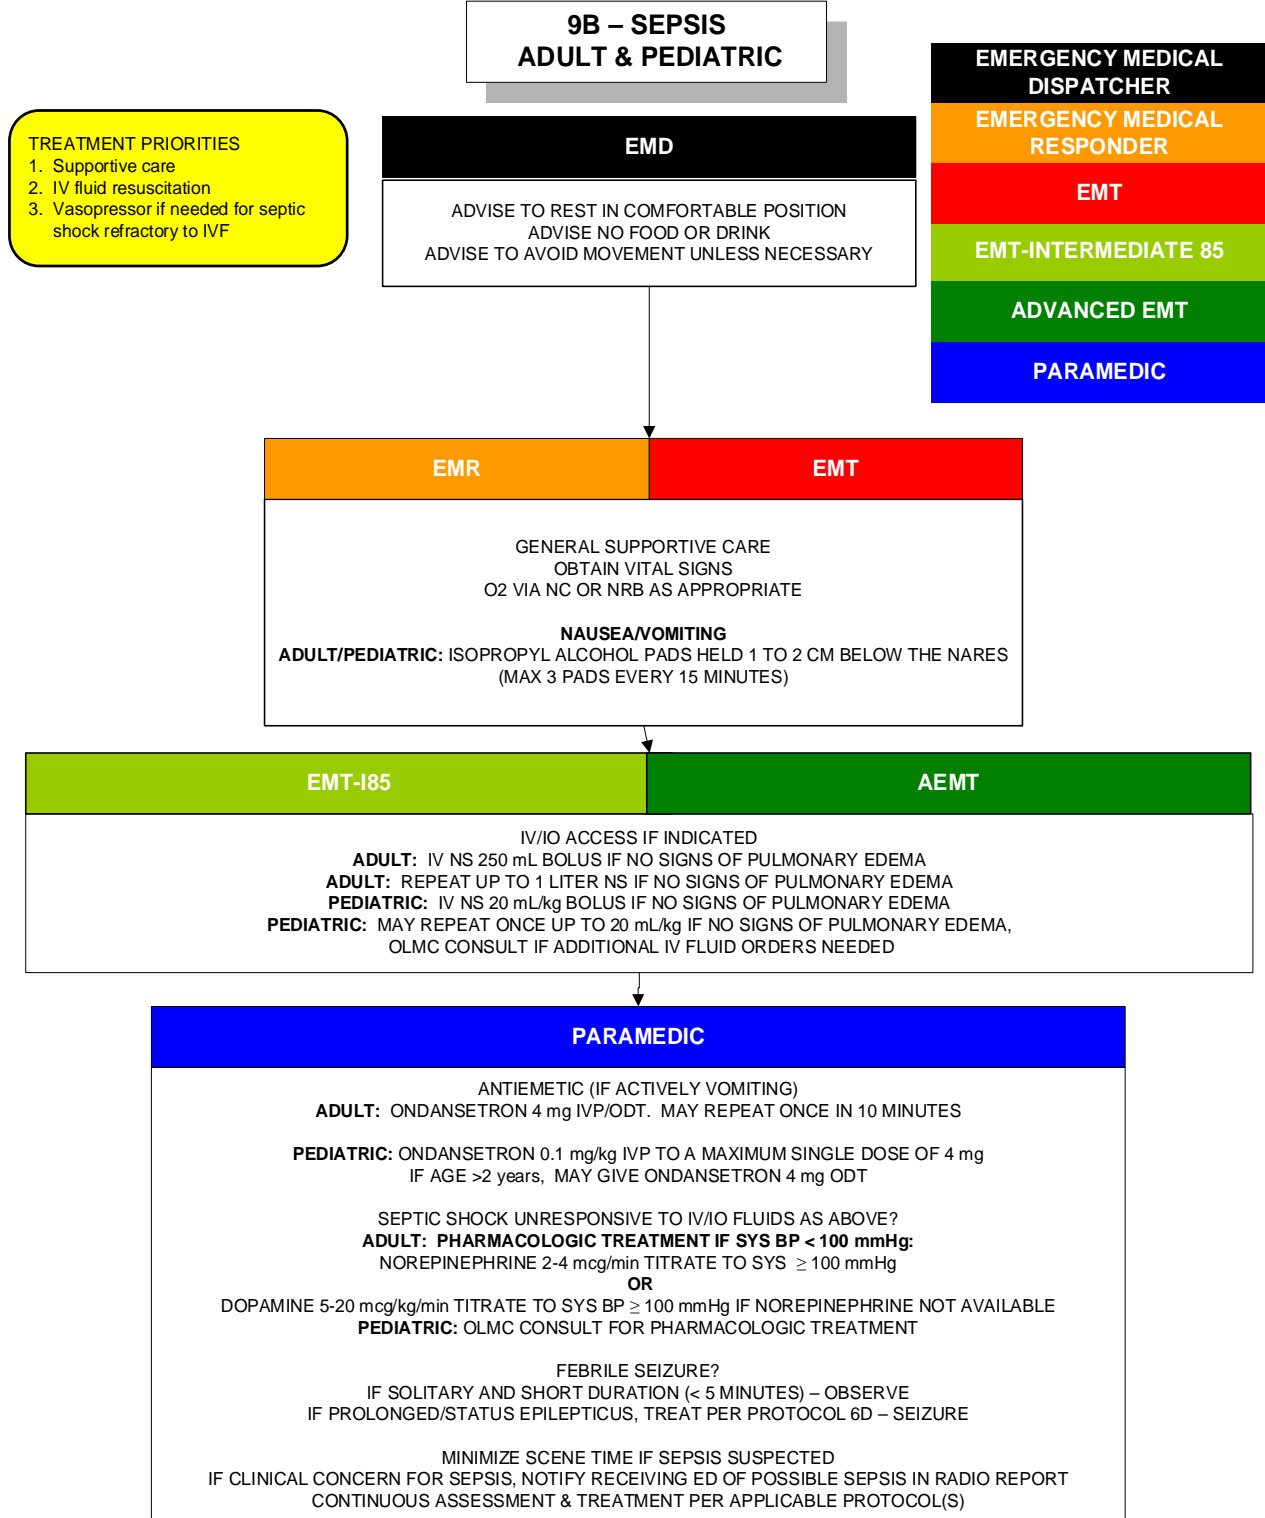 9B – SEPSIS
ADULT & PEDIATRIC
EMERGENCY MEDICAL
DISPATCHER
EMERGENCY MEDICAL
RESPONDER
EMT
EMT-INTERMEDIATE 85
ADVANCED EMT
PARAMEDIC
TREATMENT PRIORITIES
1. Supportive care
2. IV fluid resuscitation
3. Vasopressor if needed for septic
shock refractory to IVF
EMD
ADVISE TO REST IN COMFORTABLE POSITION
ADVISE NO FOOD OR DRINK
ADVISE TO AVOID MOVEMENT UNLESS NECESSARY
EMR
EMT
GENERAL SUPPORTIVE CARE
OBTAIN VITAL SIGNS
O2 VIA NC OR NRB AS APPROPRIATE
NAUSEA/VOMITING
ADULT/PEDIATRIC: ISOPROPYL ALCOHOL PADS HELD 1 TO 2 CM BELOW THE NARES
(MAX 3 PADS EVERY 15 MINUTES)
EMT-I85
AEMT
IV/IO ACCESS IF INDICATED
ADULT: IV NS 250 mL BOLUS IF NO SIGNS OF PULMONARY EDEMA
ADULT: REPEAT UP TO 1 LITER NS IF NO SIGNS OF PULMONARY EDEMA
PEDIATRIC: IV NS 20 mL/kg BOLUS IF NO SIGNS OF PULMONARY EDEMA
PEDIATRIC: MAY REPEAT ONCE UP TO 20 mL/kg IF NO SIGNS OF PULMONARY EDEMA,
OLMC CONSULT IF ADDITIONAL IV FLUID ORDERS NEEDED
PARAMEDIC
ANTIEMETIC (IF ACTIVELY VOMITING)
ADULT: ONDANSETRON 4 mg IVP/ODT. MAY REPEAT ONCE IN 10 MINUTES
PEDIATRIC: ONDANSETRON 0.1 mg/kg IVP TO A MAXIMUM SINGLE DOSE OF 4 mg
IF AGE >2 years, MAY GIVE ONDANSETRON 4 mg ODT
SEPTIC SHOCK UNRESPONSIVE TO IV/IO FLUIDS AS ABOVE?
ADULT: PHARMACOLOGIC TREATMENT IF SYS BP < 100 mmHg:
NOREPINEPHRINE 2-4 mcg/min TITRATE TO SYS ≥ 100 mmHg
OR
DOPAMINE 5-20 mcg/kg/min TITRATE TO SYS BP ≥ 100 mmHg IF NOREPINEPHRINE NOT AVAILABLE
PEDIATRIC: OLMC CONSULT FOR PHARMACOLOGIC TREATMENT
FEBRILE SEIZURE?
IF SOLITARY AND SHORT DURATION (< 5 MINUTES) – OBSERVE
IF PROLONGED/STATUS EPILEPTICUS, TREAT PER PROTOCOL 6D – SEIZURE
MINIMIZE SCENE TIME IF SEPSIS SUSPECTED
IF CLINICAL CONCERN FOR SEPSIS, NOTIFY RECEIVING ED OF POSSIBLE SEPSIS IN RADIO REPORT
CONTINUOUS ASSESSMENT & TREATMENT PER APPLICABLE PROTOCOL(S)